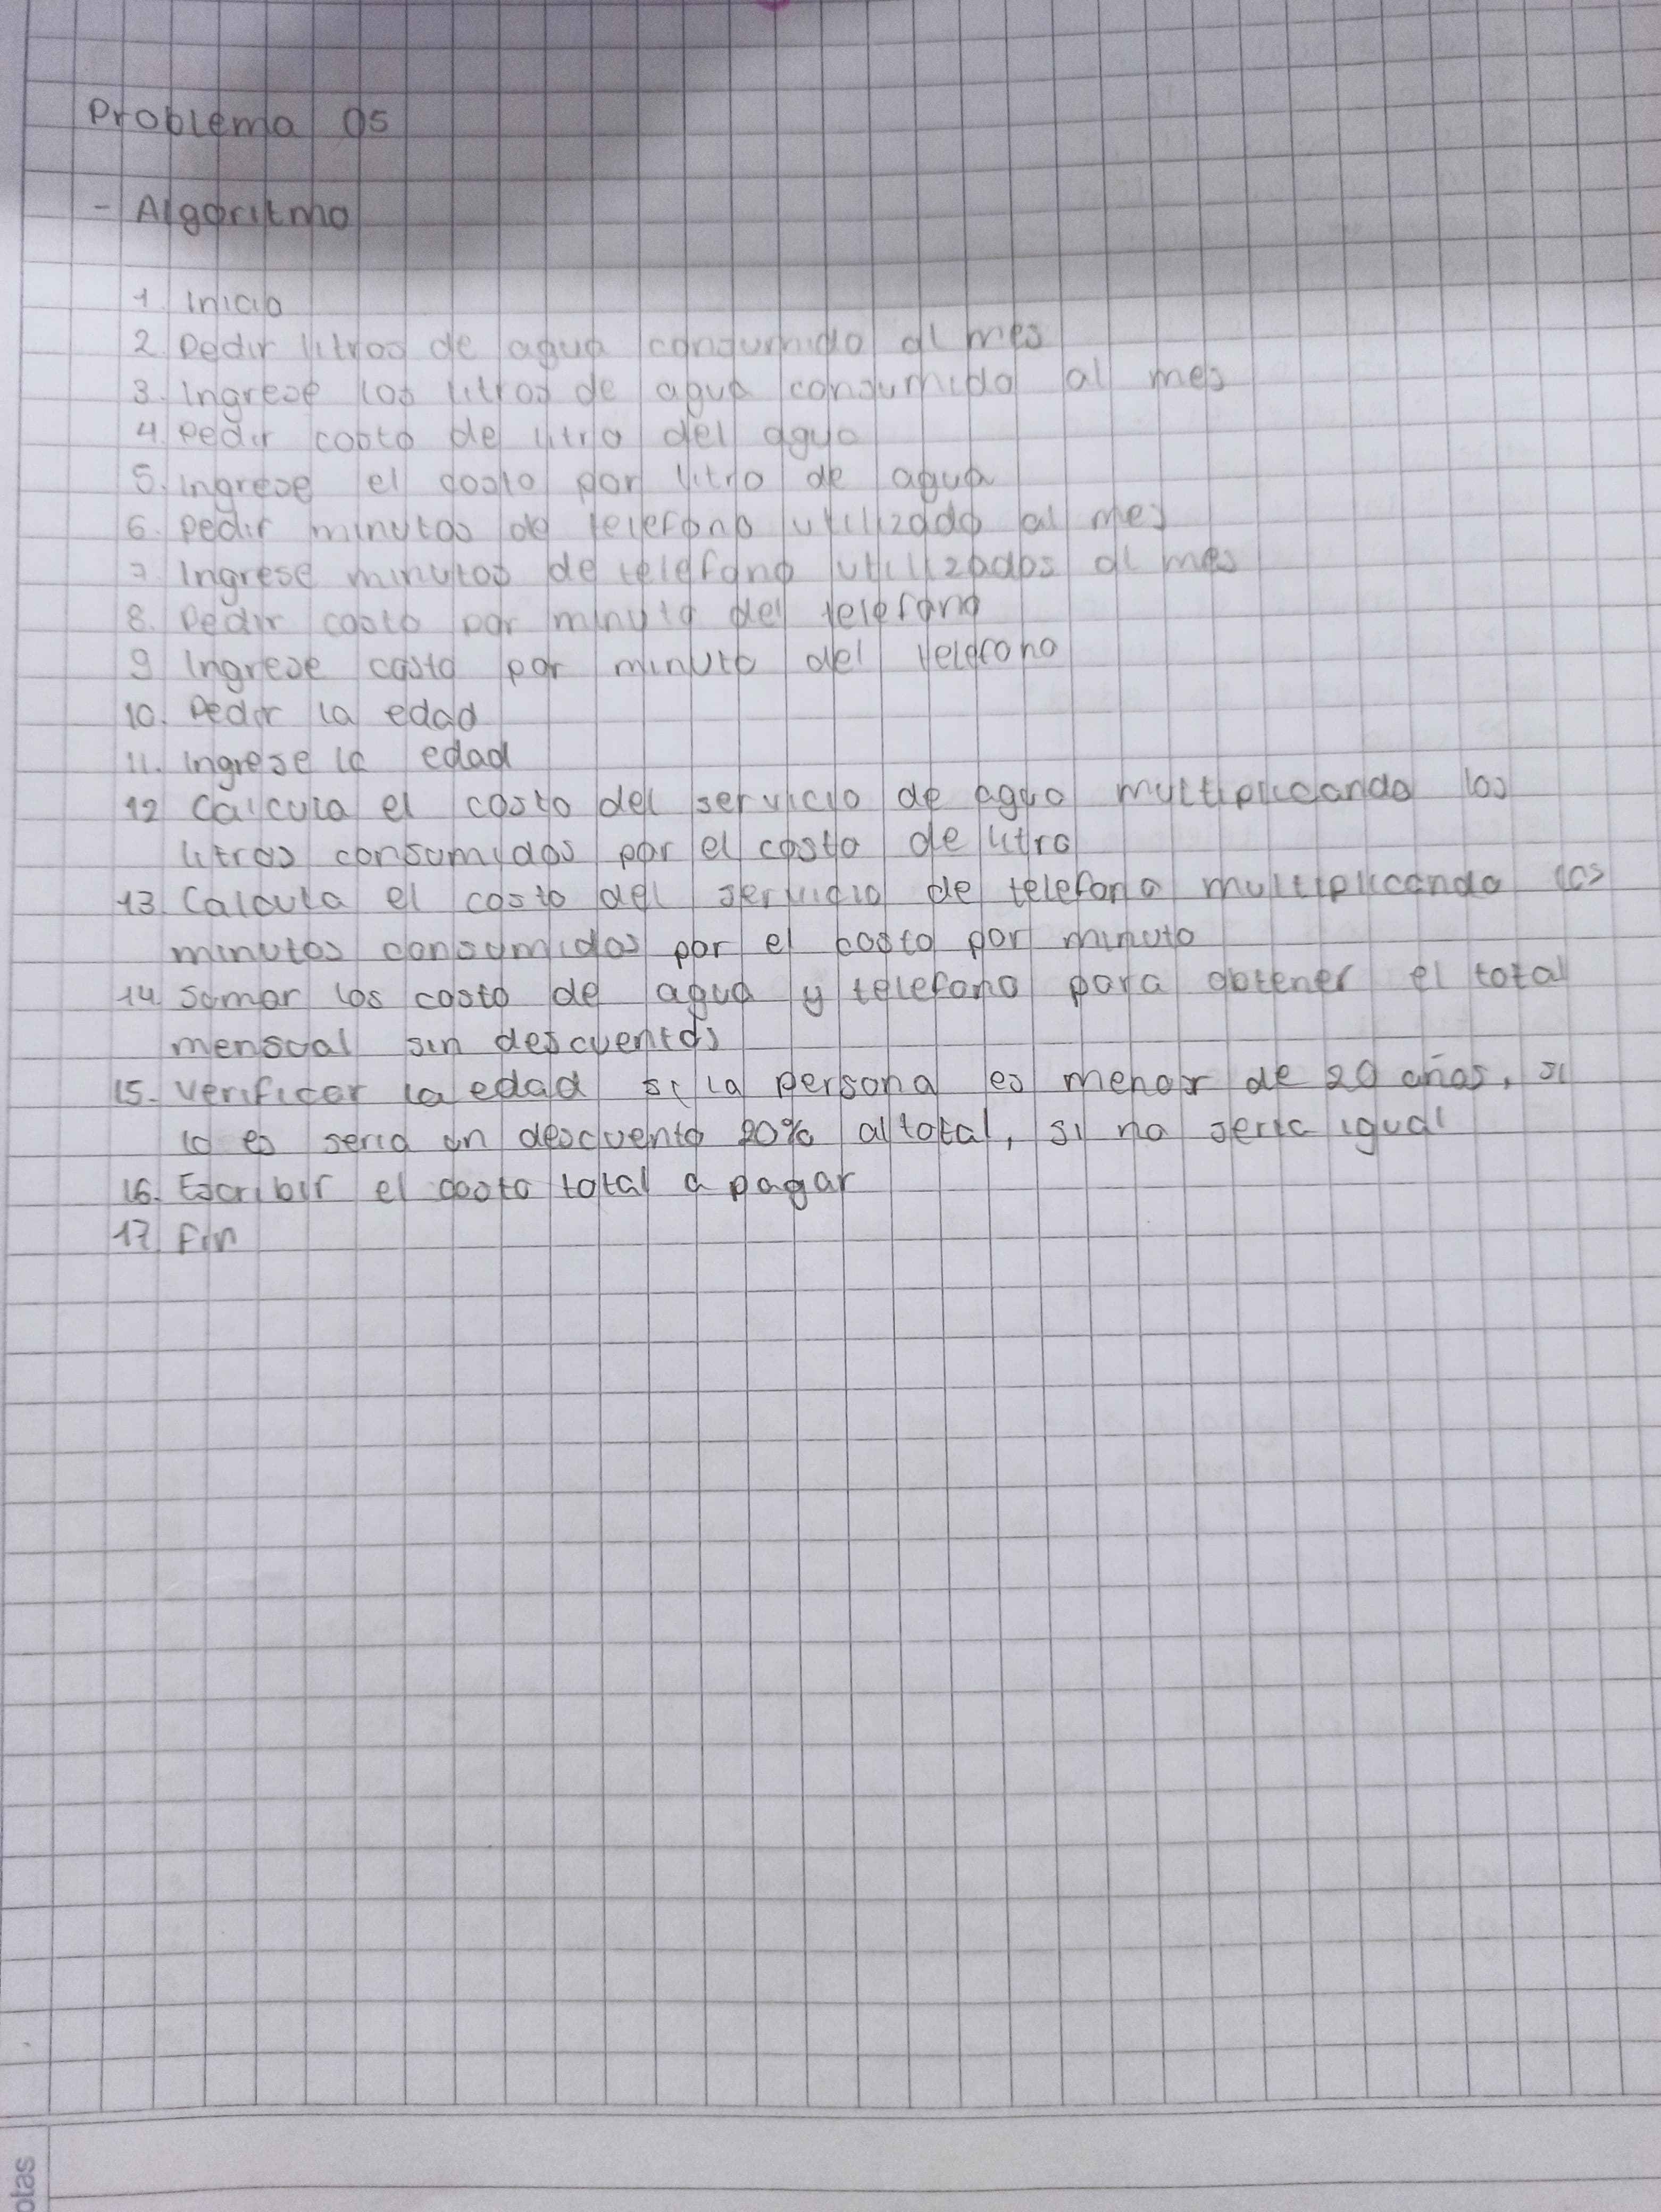 Problema 05
- Algoritmo
1. Inicio
2. Pedir litros de agua consumido al mes
3. Ingrese los litros de agua consumido al mes
4. Pedir costo de litro del agua
5. Ingrese el costo por litro de agua
6. Pedir minutos de telefono utilizado al mes
7. Ingrese minutos de telefono utilizados al mes
8. Pedir costo por minuto del telefono
9 Ingrese costo por minuto del telefono
10. Pedir la edad
11. Ingrese la edad
12 Calcula el costo del servicio de agua multiplicando los
litros consumidos por el costo de litro
13. Calcula el costo del servicio de telefono multiplicando los
minutos consumidos por el costo por minuto
14. Sumar los costo de agua y telefono para obtener el total
mensual sin descuentos
15. Verificar la edad si la persona es menor de 20 años, si
lo es seria un descuento 20% al total, si no seria igual
16. Escribir el costo total a pagar
17. Fin
otas